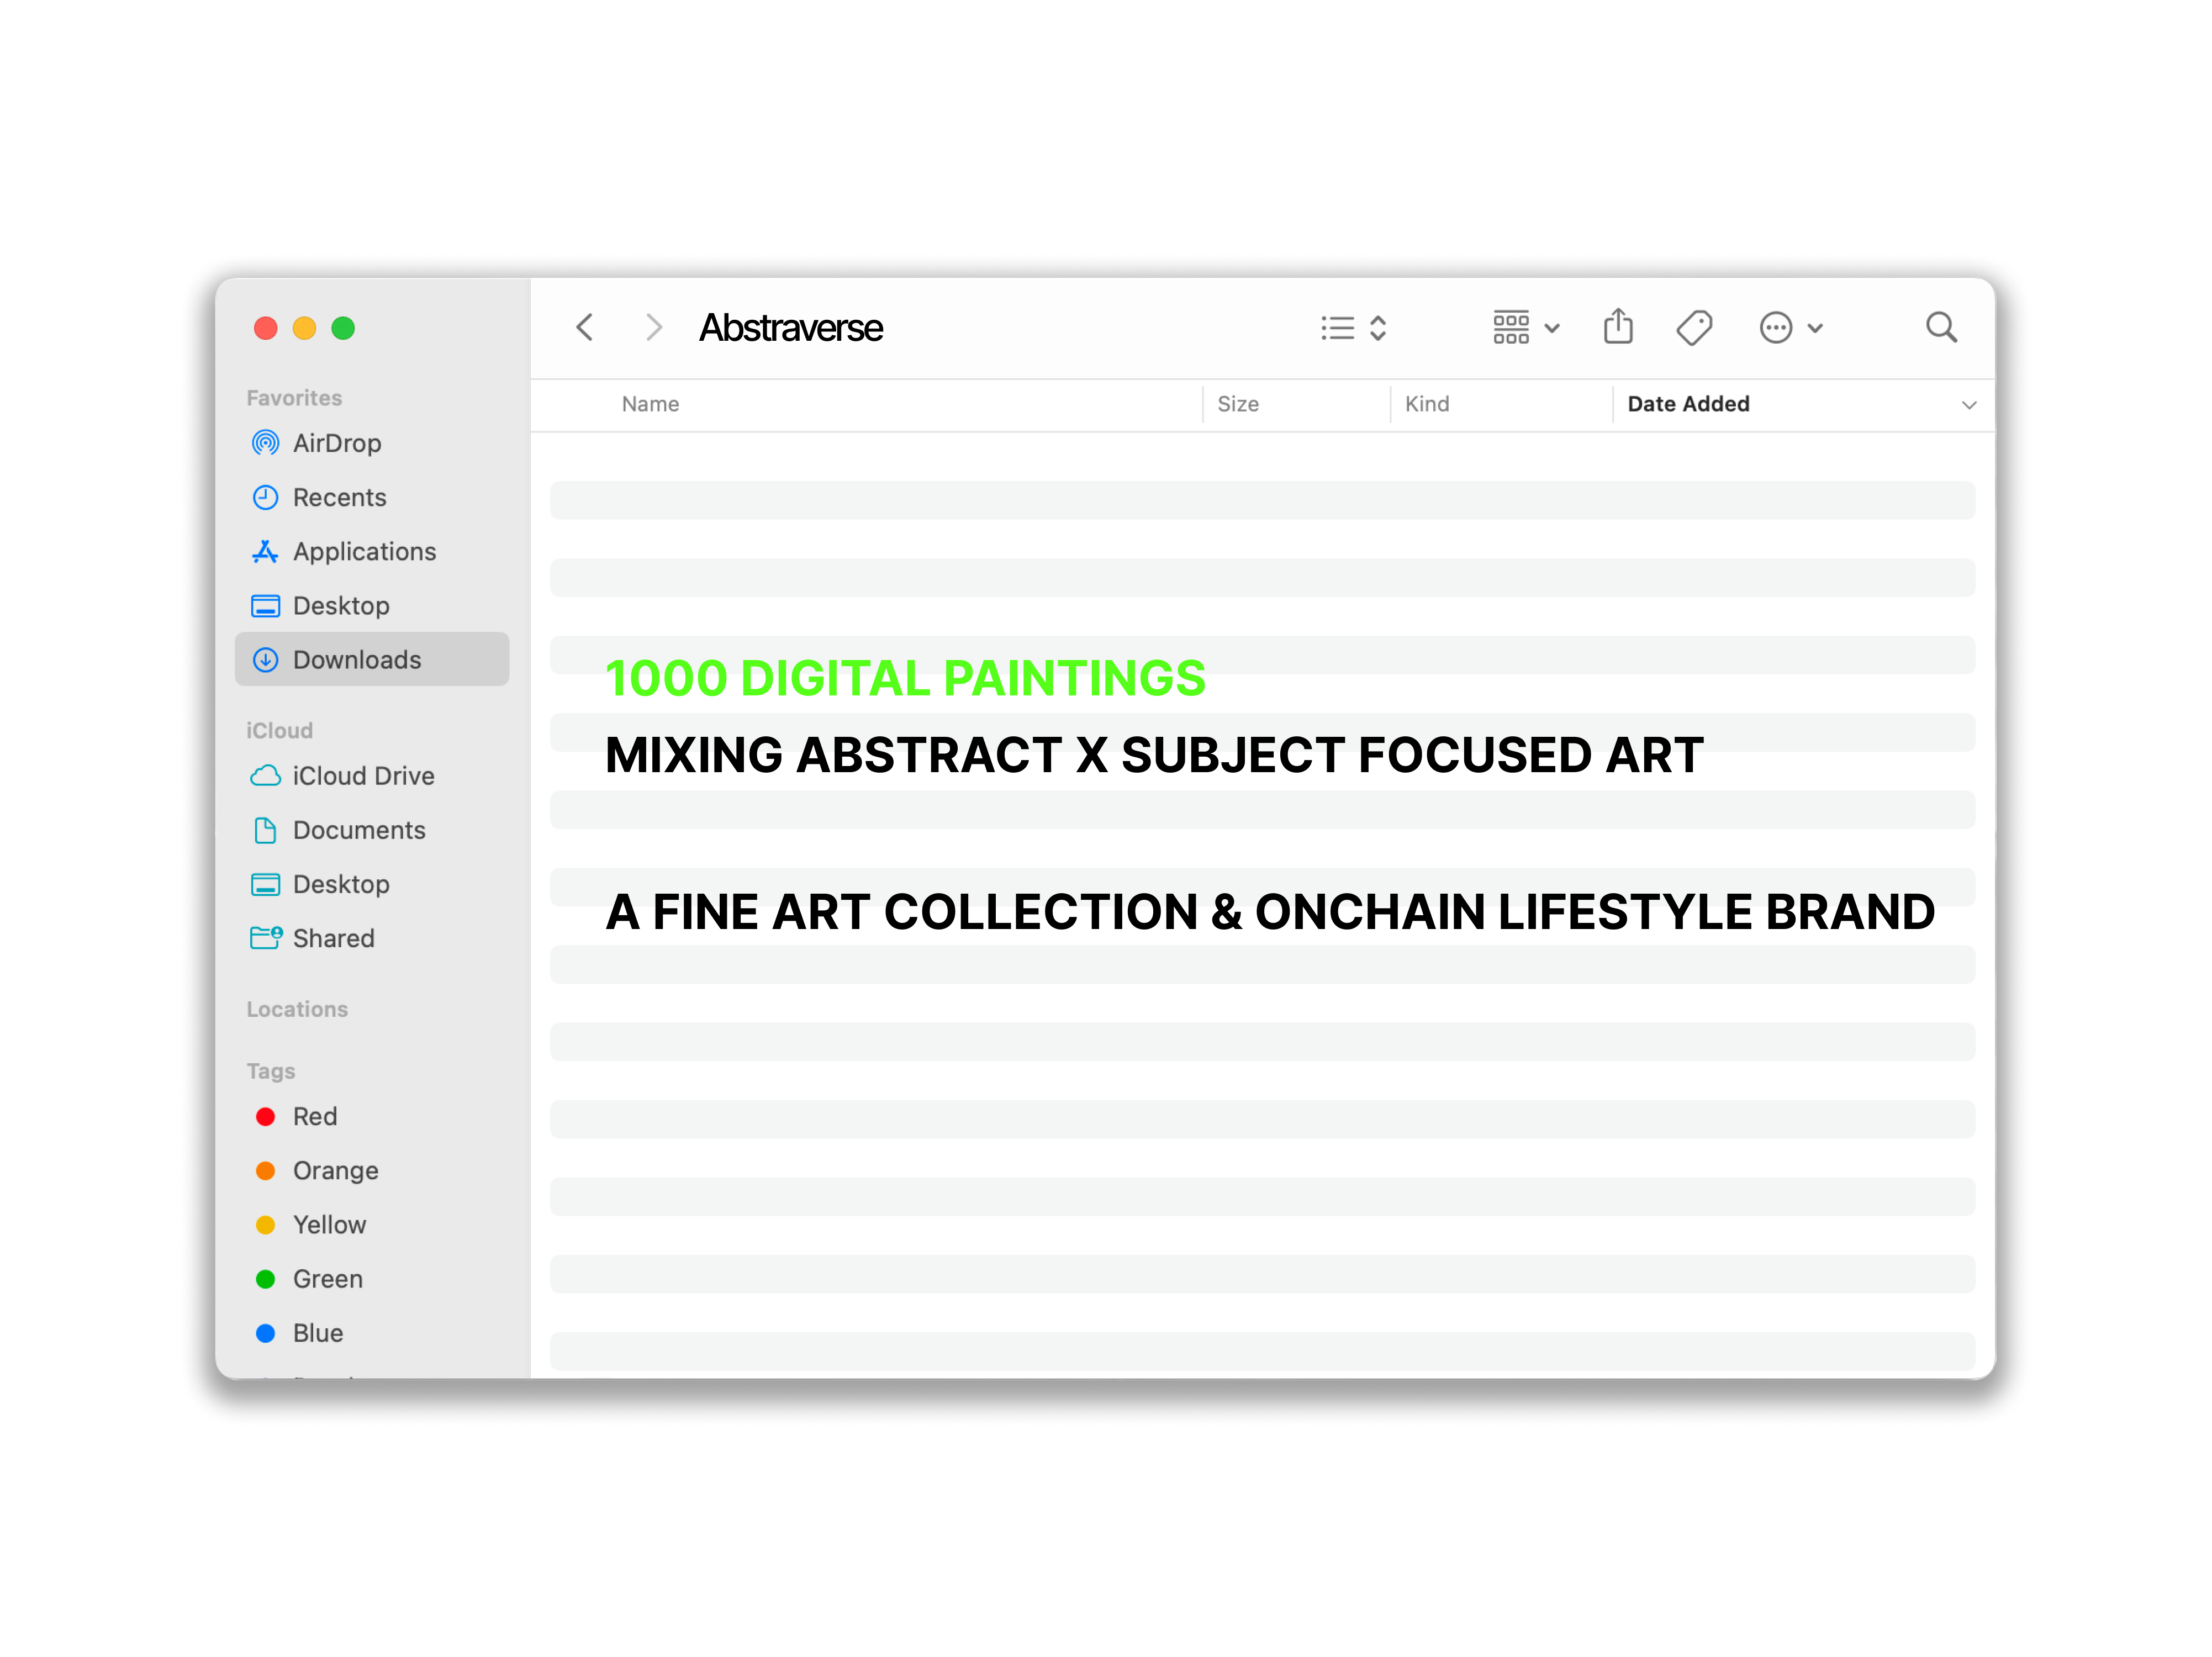 Abstraverse
Name Size Kind Date Added
Favorites
AirDrop
Recents
Applications
Desktop
Downloads
iCloud
iCloud Drive
Documents
Desktop
Shared
Locations
Tags
Red
Orange
Yellow
Green
Blue
1000 DIGITAL PAINTINGS
MIXING ABSTRACT X SUBJECT FOCUSED ART
A FINE ART COLLECTION & ONCHAIN LIFESTYLE BRAND